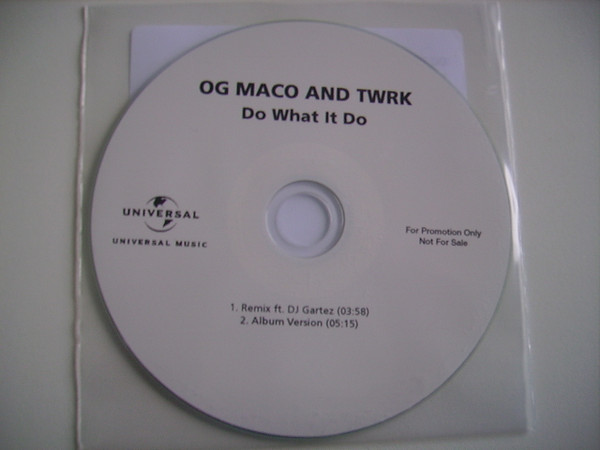 OG MACO AND TWRK
Do What It Do
UNIVERSAL
UNIVERSAL MUSIC
For Promotion Only
Not For Sale
1. Remix ft. DJ Gartez (03:58)
2. Album Version (05:15)